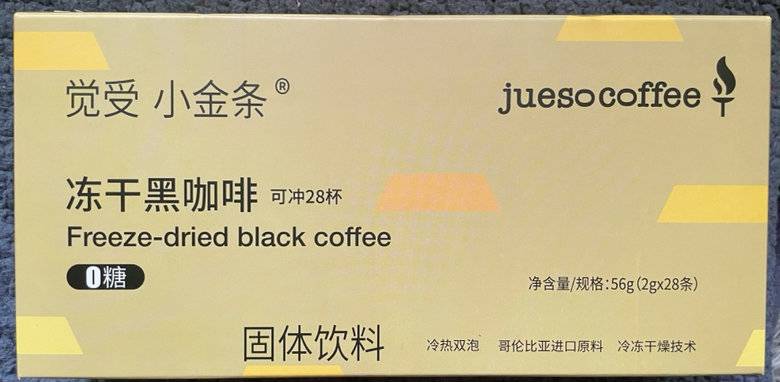 觉受 小金条®
juesocoffee
冻干黑咖啡 可冲28杯
Freeze-dried black coffee
0糖
净含量/规格:56g(2gx28条)
固体饮料
冷热双泡 哥伦比亚进口原料 冷冻干燥技术